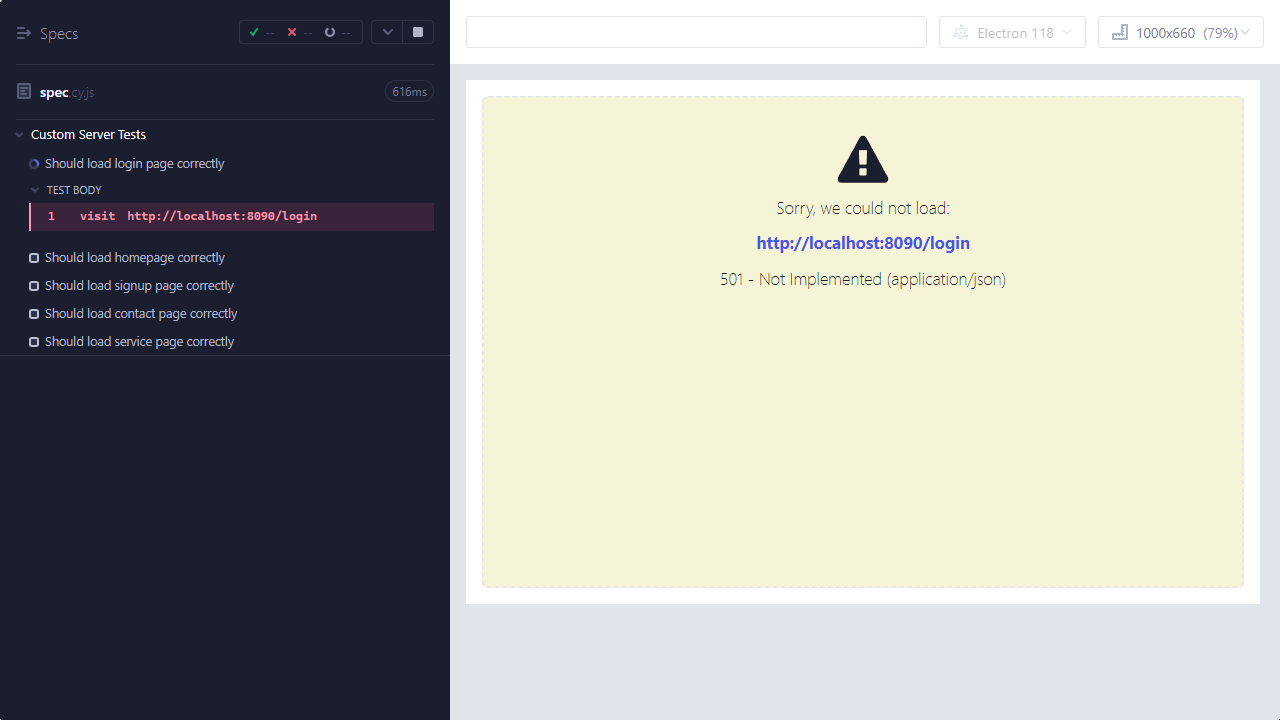 Specs
--
--
--
spec.cy.js
616ms
Custom Server Tests
Should load login page correctly
TEST BODY
1 visit http://localhost:8090/login
Should load homepage correctly
Should load signup page correctly
Should load contact page correctly
Should load service page correctly
Electron 118
1000x660 (79%)
Sorry, we could not load:
http://localhost:8090/login
501 - Not Implemented (application/json)